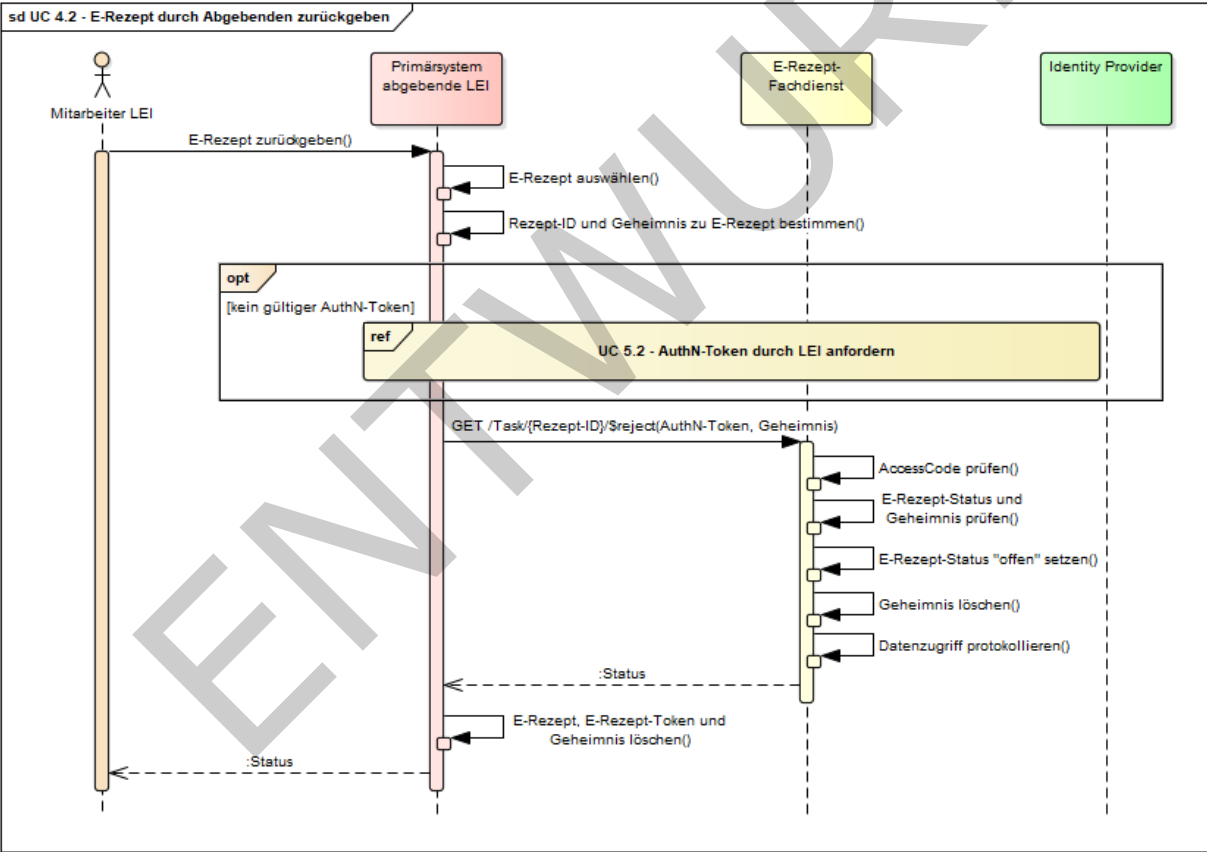 sd UC 4.2 - E-Rezept durch Abgebenden zurückgeben
Mitarbeiter LEI
Primärsystem
abgebende LEI
E-Rezept-
Fachdienst
Identity Provider
E-Rezept zurückgeben()
E-Rezept auswählen()
Rezept-ID und Geheimnis zu E-Rezept bestimmen()
opt
[kein gültiger AuthN-Token]
ref
UC 5.2 - AuthN-Token durch LEI anfordern
GET /Task/{Rezept-ID}/$reject(AuthN-Token, Geheimnis)
AccessCode prüfen()
E-Rezept-Status und
Geheimnis prüfen()
E-Rezept-Status "offen" setzen()
Geheimnis löschen()
Datenzugriff protokollieren()
:Status
E-Rezept, E-Rezept-Token und
Geheimnis löschen()
:Status
ENTWUR